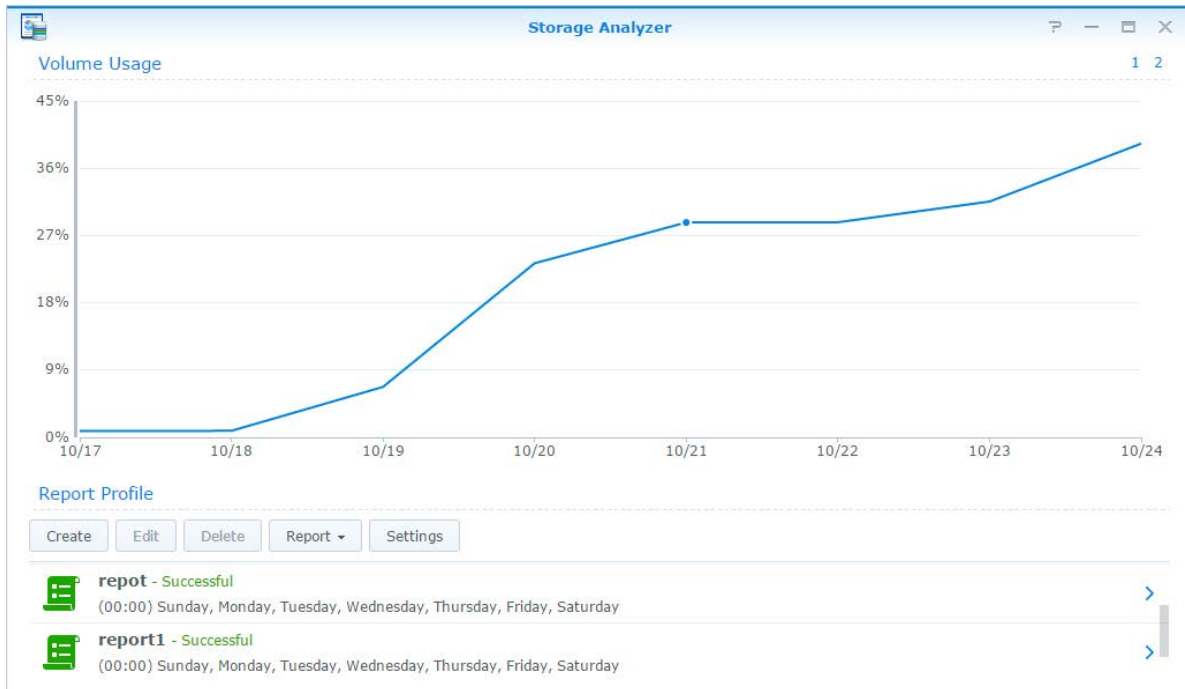 Storage Analyzer
Volume Usage
1 2
45%
36%
27%
18%
9%
0%
10/17 10/18 10/19 10/20 10/21 10/22 10/23 10/24
Report Profile
Create Edit Delete Report Settings
repot - Successful
(00:00) Sunday, Monday, Tuesday, Wednesday, Thursday, Friday, Saturday
report1 - Successful
(00:00) Sunday, Monday, Tuesday, Wednesday, Thursday, Friday, Saturday